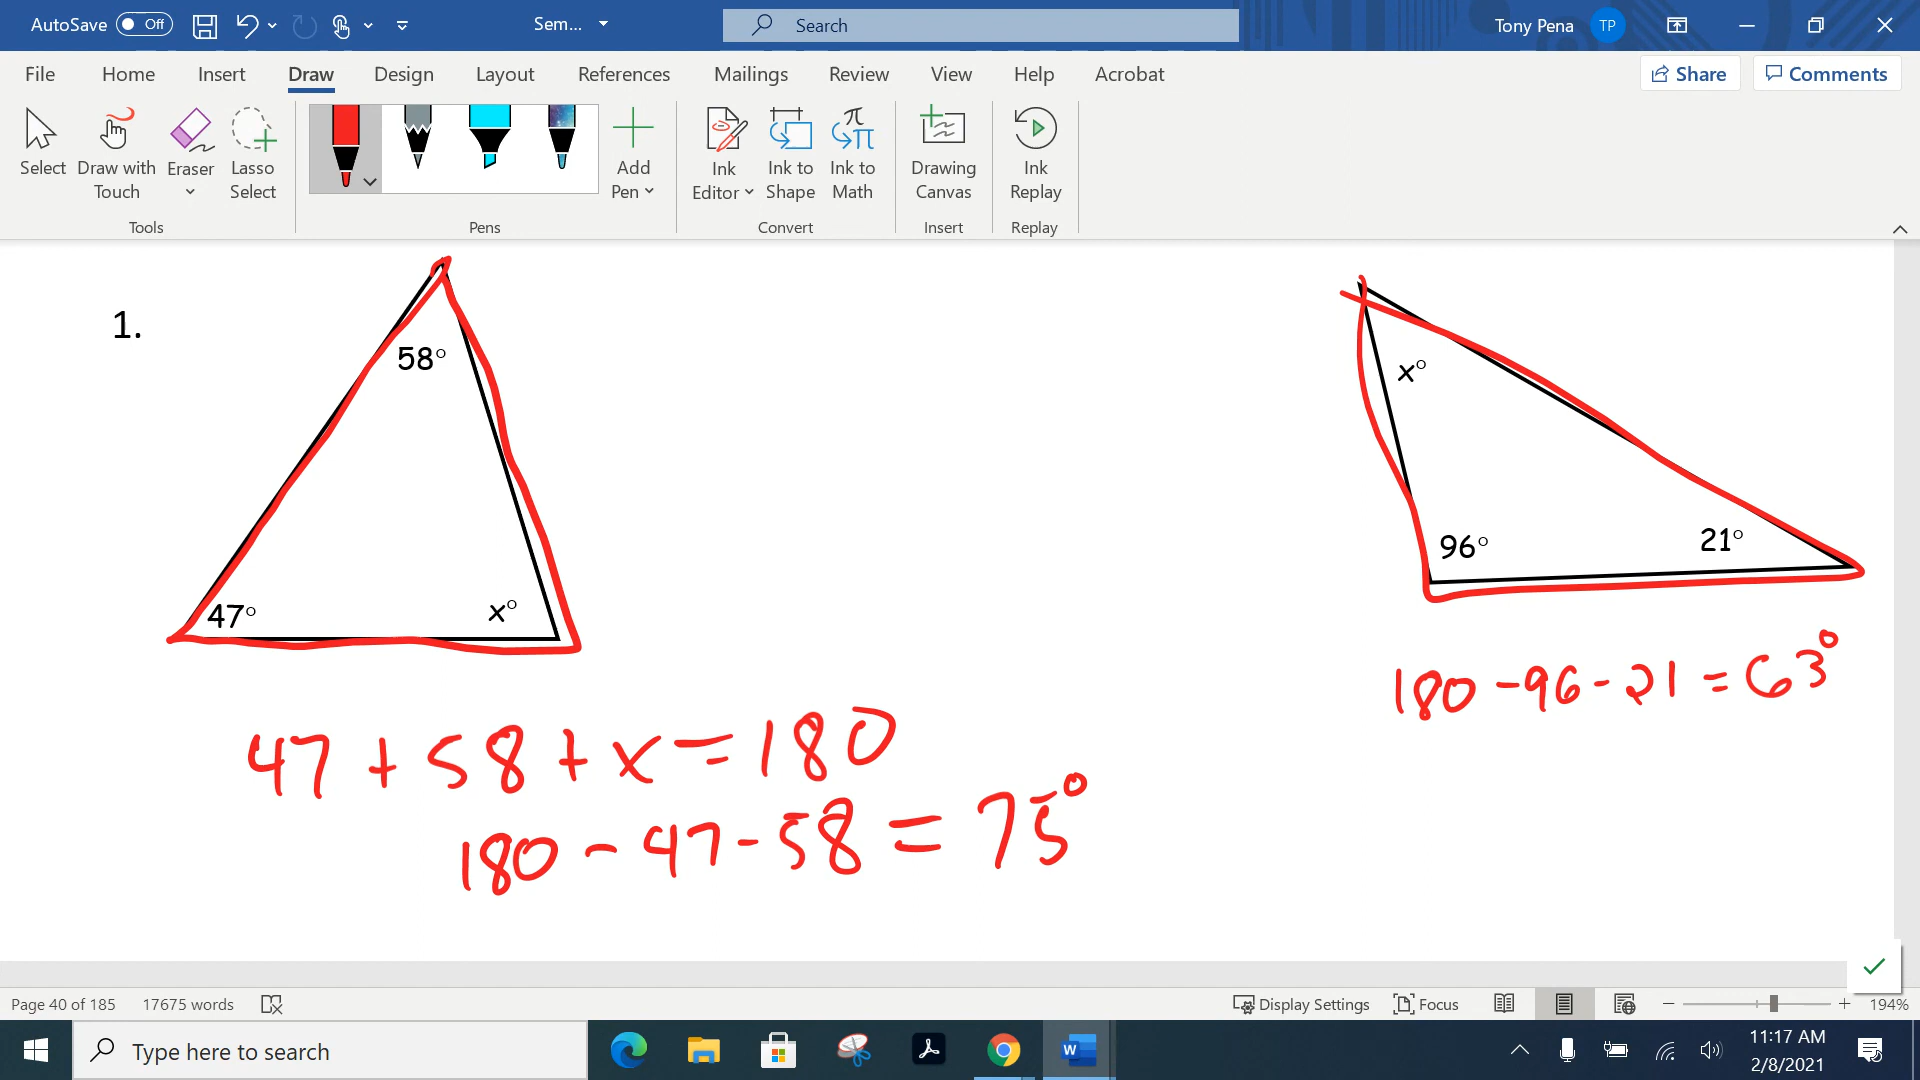 AutoSave Off Sem... Search Tony Pena TP
File Home Insert Draw Design Layout References Mailings Review View Help Acrobat Share Comments
Select Draw with Touch Eraser Lasso Select Add Pen Ink Editor Ink to Shape Ink to Math Drawing Canvas Ink Replay
Tools Pens Convert Insert Replay
1.
58°
47°
x°
47 + 58 + x = 180
180 - 47 - 58 = 75°
x°
96°
21°
180 - 96 - 21 = 63°
Page 40 of 185 17675 words Display Settings Focus 194%
Type here to search
11:17 AM
2/8/2021